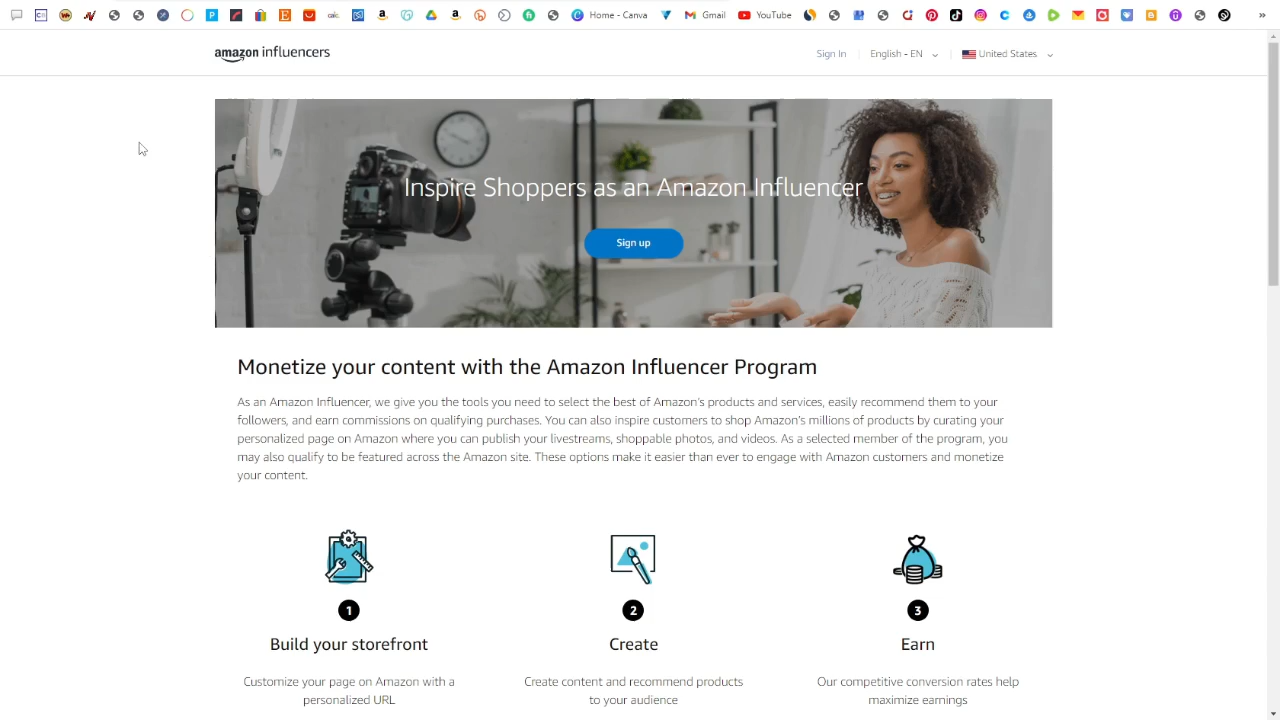 Home - Canva
Gmail
YouTube
»
amazon influencers
Sign In
English - EN
United States
Inspire Shoppers as an Amazon Influencer
Sign up
Monetize your content with the Amazon Influencer Program
As an Amazon Influencer, we give you the tools you need to select the best of Amazon's products and services, easily recommend them to your
followers, and earn commissions on qualifying purchases. You can also inspire customers to shop Amazon's millions of products by curating your
personalized page on Amazon where you can publish your livestreams, shoppable photos, and videos. As a selected member of the program, you
may also qualify to be featured across the Amazon site. These options make it easier than ever to engage with Amazon customers and monetize
your content.
1
2
3
Build your storefront
Create
Earn
Customize your page on Amazon with a
personalized URL
Create content and recommend products
to your audience
Our competitive conversion rates help
maximize earnings